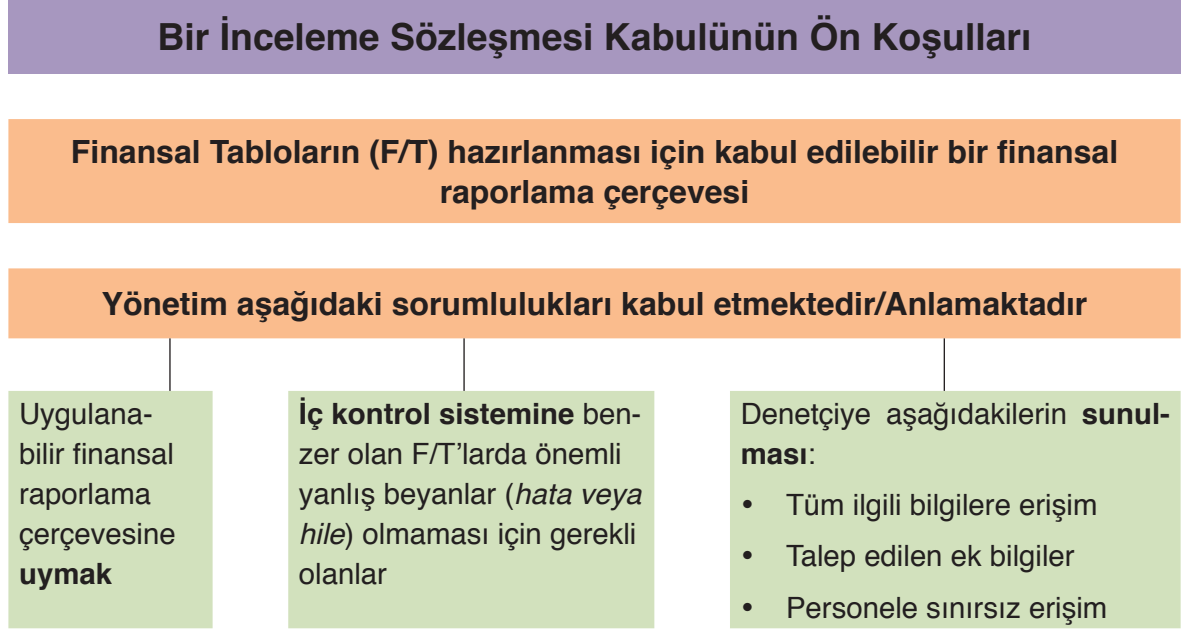 Bir İnceleme Sözleşmesi Kabulünün Ön Koşulları
Finansal Tabloların (F/T) hazırlanması için kabul edilebilir bir finansal
raporlama çerçevesi
Yönetim aşağıdaki sorumlulukları kabul etmektedir/Anlamaktadır
Uygulana-
bilir finansal
raporlama
çerçevesine
uymak
İç kontrol sistemine ben-
zer olan F/T'larda önemli
yanlış beyanlar (hata veya
hile) olmaması için gerekli
olanlar
Denetçiye aşağıdakilerin sunul-
ması:
• Tüm ilgili bilgilere erişim
• Talep edilen ek bilgiler
• Personele sınırsız erişim